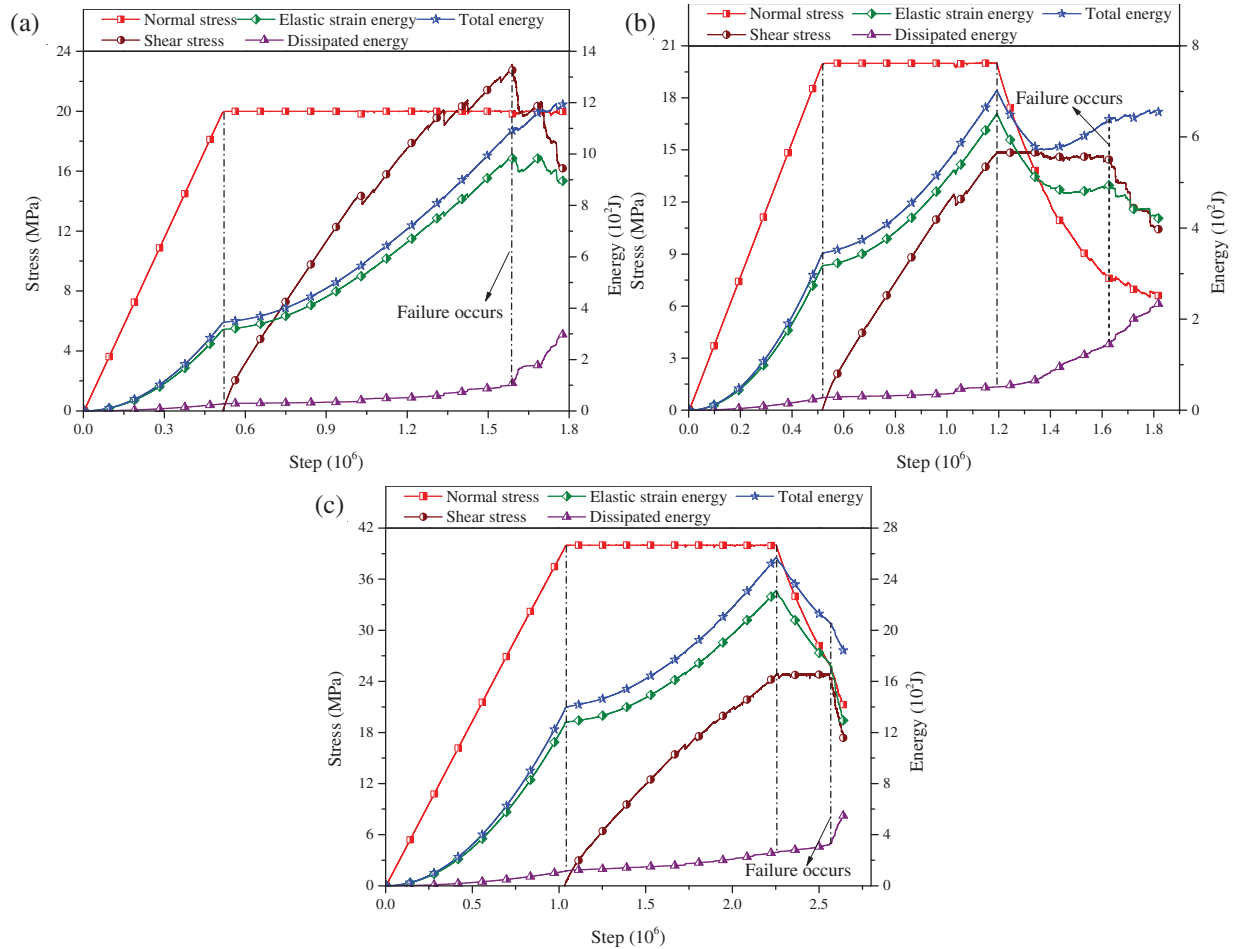 (a)
Normal stress Elastic strain energy Total energy
Shear stress Dissipated energy
24
20
16
12
8
4
0
Stress (MPa)
14
12
10
8
6
4
2
0
Energy (10²J)
Failure occurs
0.0 0.3 0.6 0.9 1.2 1.5 1.8
Step (10⁶)
(b)
Normal stress Elastic strain energy Total energy
Shear stress Dissipated energy
21
18
15
12
9
6
3
0
Stress (MPa)
8
6
4
2
0
Energy (10²J)
Failure occurs
0.0 0.2 0.4 0.6 0.8 1.0 1.2 1.4 1.6 1.8
Step (10⁶)
(c)
Normal stress Elastic strain energy Total energy
Shear stress Dissipated energy
42
36
30
24
18
12
6
0
Stress (MPa)
28
24
20
16
12
8
4
0
Energy (10²J)
Failure occurs
0.0 0.5 1.0 1.5 2.0 2.5
Step (10⁶)